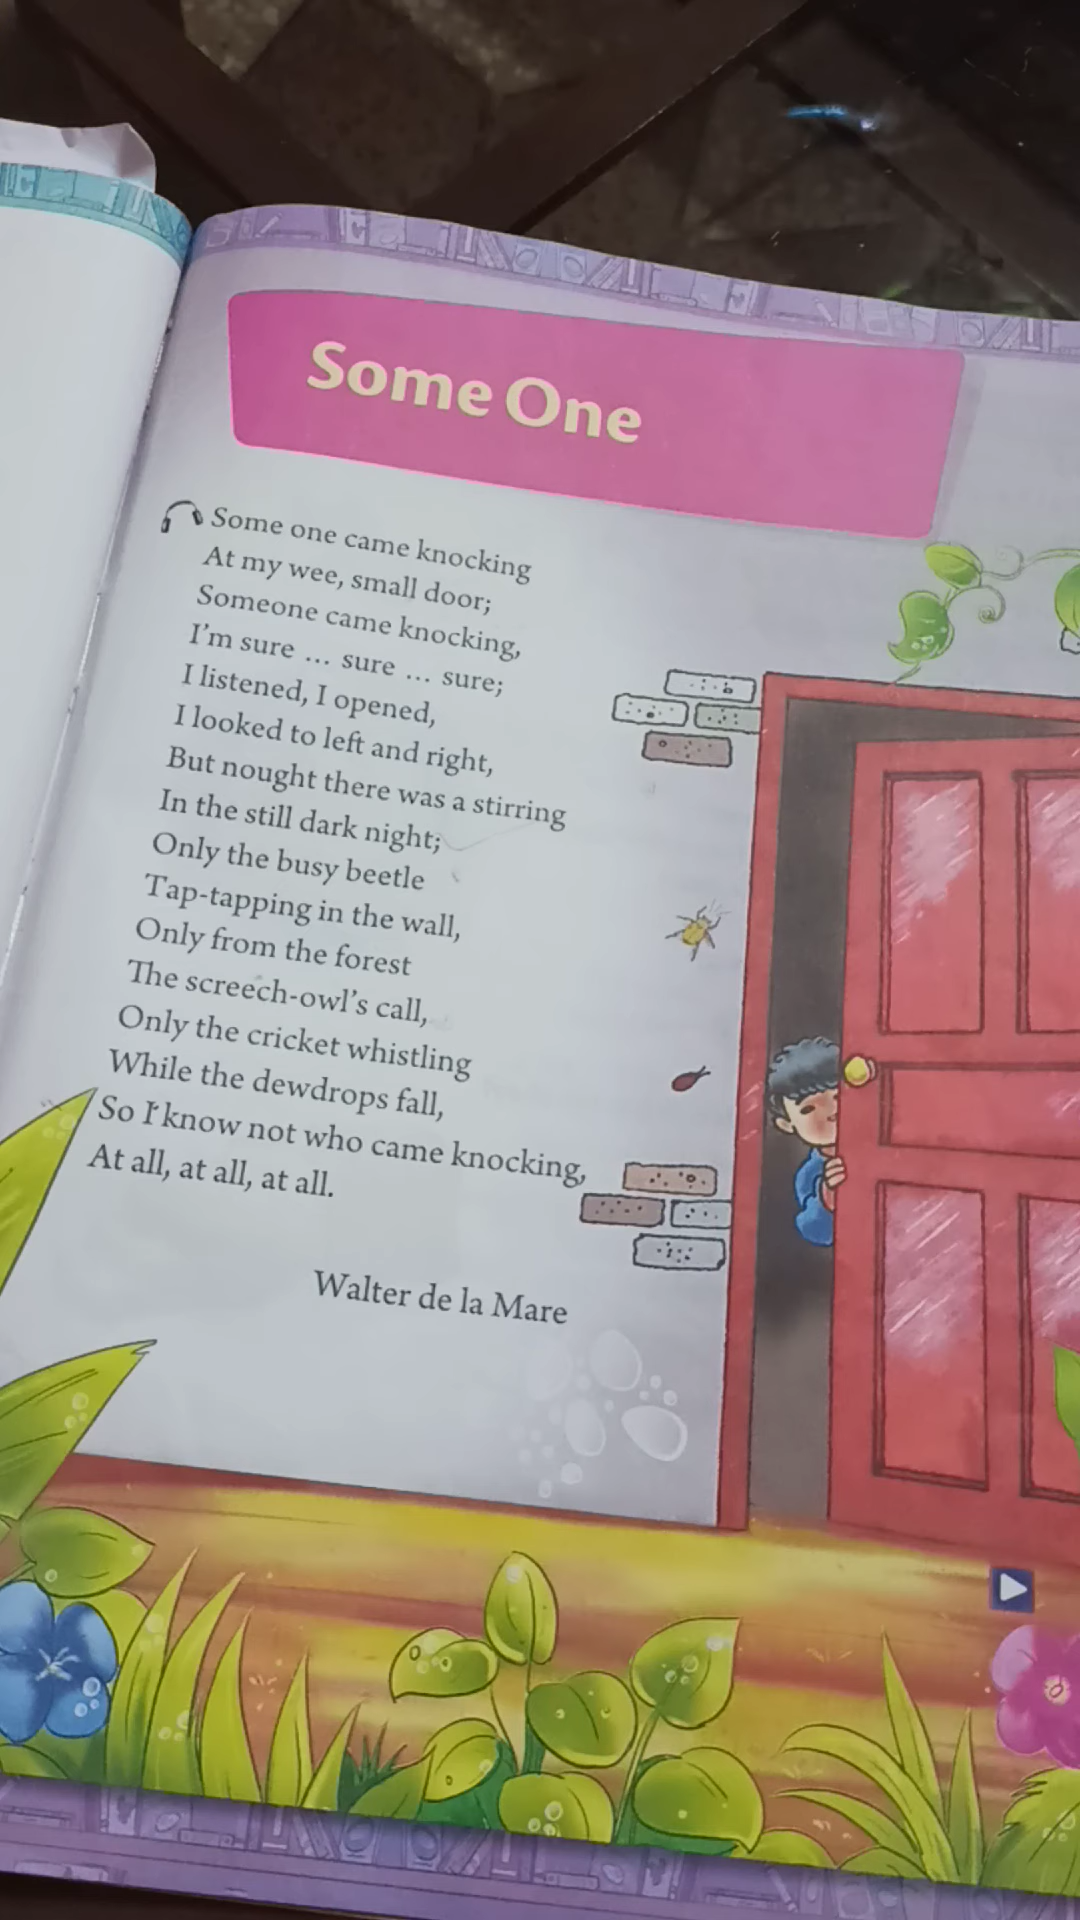 Some One
Some one came knocking
At my wee, small door;
Someone came knocking,
I'm sure ... sure ... sure;
I listened, I opened,
I looked to left and right,
But nought there was a stirring
In the still dark night;
Only the busy beetle
Tap-tapping in the wall,
Only from the forest
The screech-owl's call,
Only the cricket whistling
While the dewdrops fall,
So I know not who came knocking,
At all, at all, at all.
Walter de la Mare